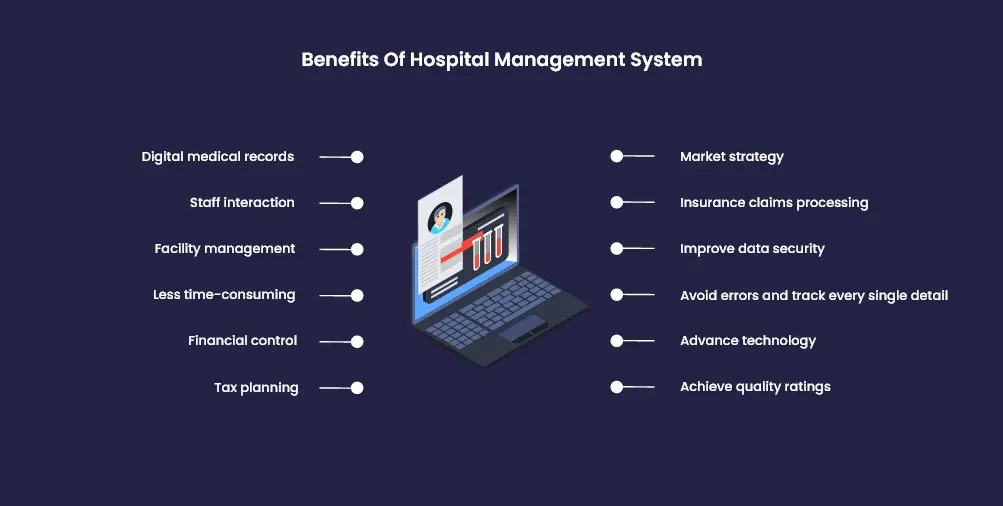 Benefits Of Hospital Management System
Digital medical records
Staff interaction
Facility management
Less time-consuming
Financial control
Tax planning
Market strategy
Insurance claims processing
Improve data security
Avoid errors and track every single detail
Advance technology
Achieve quality ratings